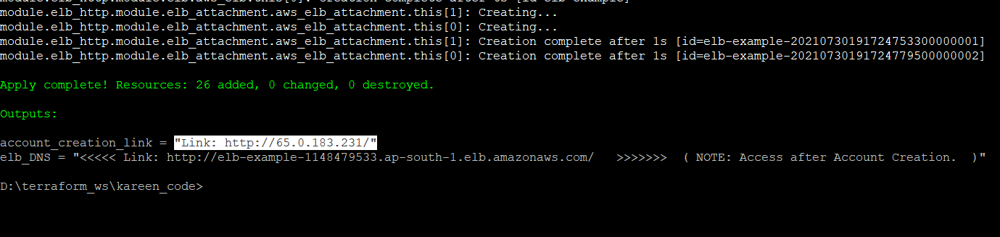 module.elb_http.module.elb_attachment.aws_elb_attachment.this[1]: Creating...
module.elb_http.module.elb_attachment.aws_elb_attachment.this[0]: Creating...
module.elb_http.module.elb_attachment.aws_elb_attachment.this[1]: Creation complete after 1s [id=elb-example-20210730191724753300000001]
module.elb_http.module.elb_attachment.aws_elb_attachment.this[0]: Creation complete after 1s [id=elb-example-20210730191724779500000002]
Apply complete! Resources: 26 added, 0 changed, 0 destroyed.
Outputs:
account_creation_link = "Link: http://65.0.183.231/"
elb_DNS = "<<<<< Link: http://elb-example-1148479533.ap-south-1.elb.amazonaws.com/   >>>>>>>  ( NOTE: Access after Account Creation.  )"
D:\terraform_ws\kareen_code>